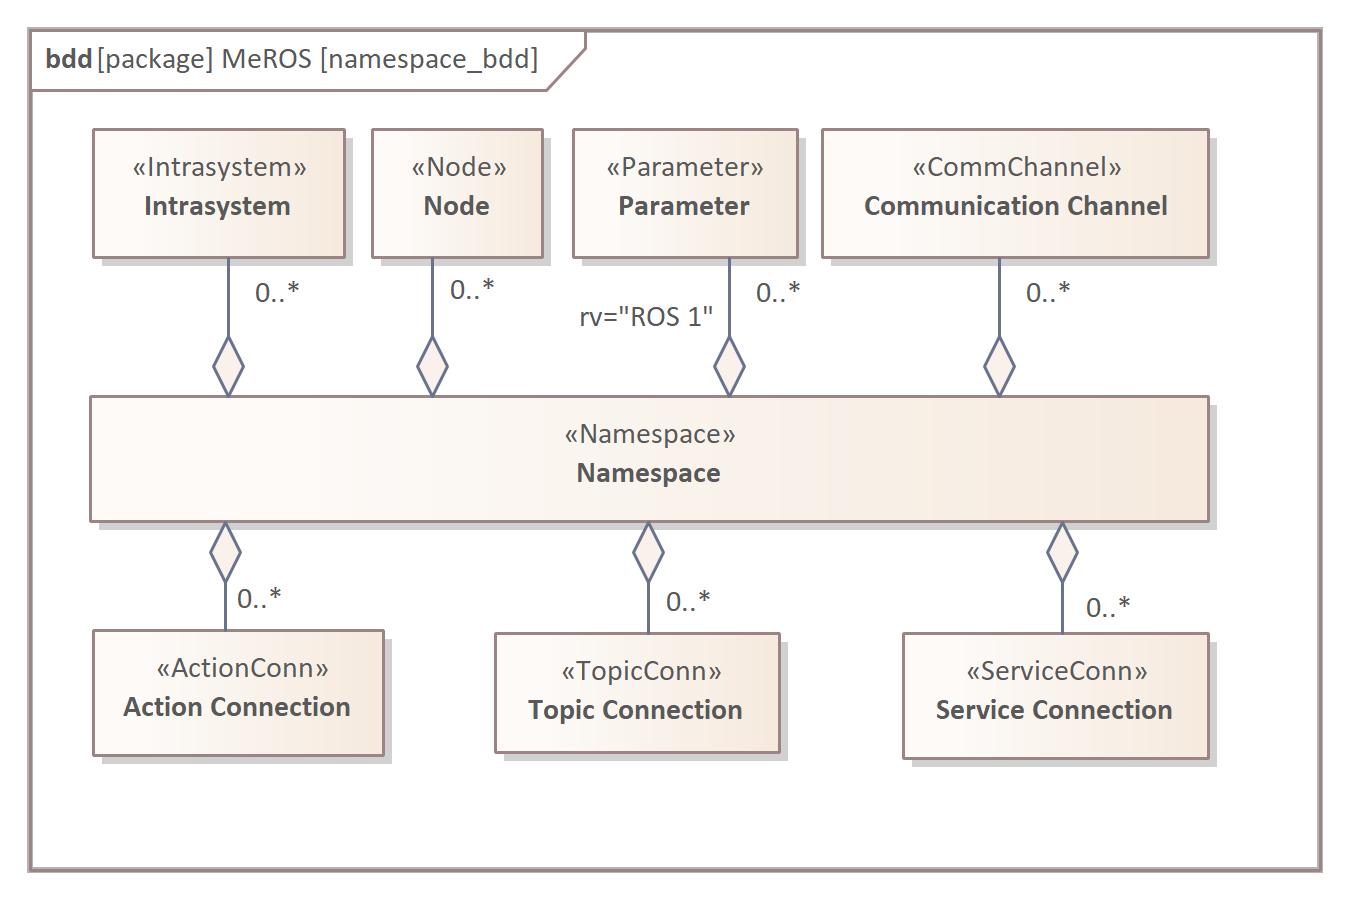 bdd [package] MeROS [namespace_bdd]
«Intrasystem»
Intrasystem
«Node»
Node
«Parameter»
Parameter
«CommChannel»
Communication Channel
0..*
0..*
rv="ROS 1"
0..*
0..*
«Namespace»
Namespace
0..*
0..*
0..*
«ActionConn»
Action Connection
«TopicConn»
Topic Connection
«ServiceConn»
Service Connection